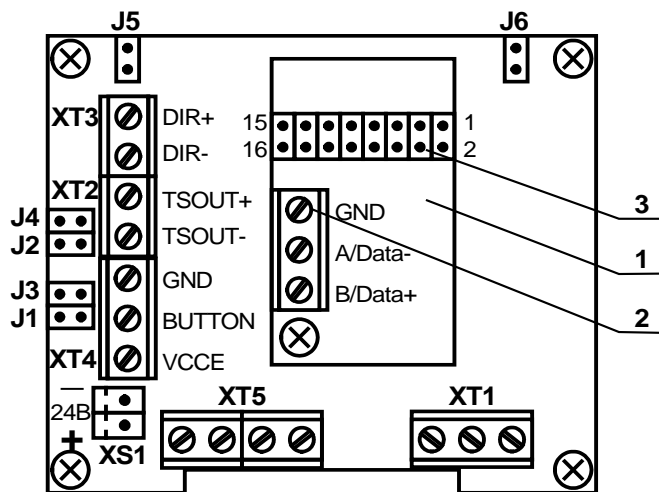 J5
J6
XT3
DIR+
DIR-
15
1
16
2
XT2
TSOUT+
TSOUT-
J4
J2
GND
A/Data-
B/Data+
3
1
2
J3
J1
GND
BUTTON
VCCE
XT4
—
24В
+
XS1
XT5
XT1